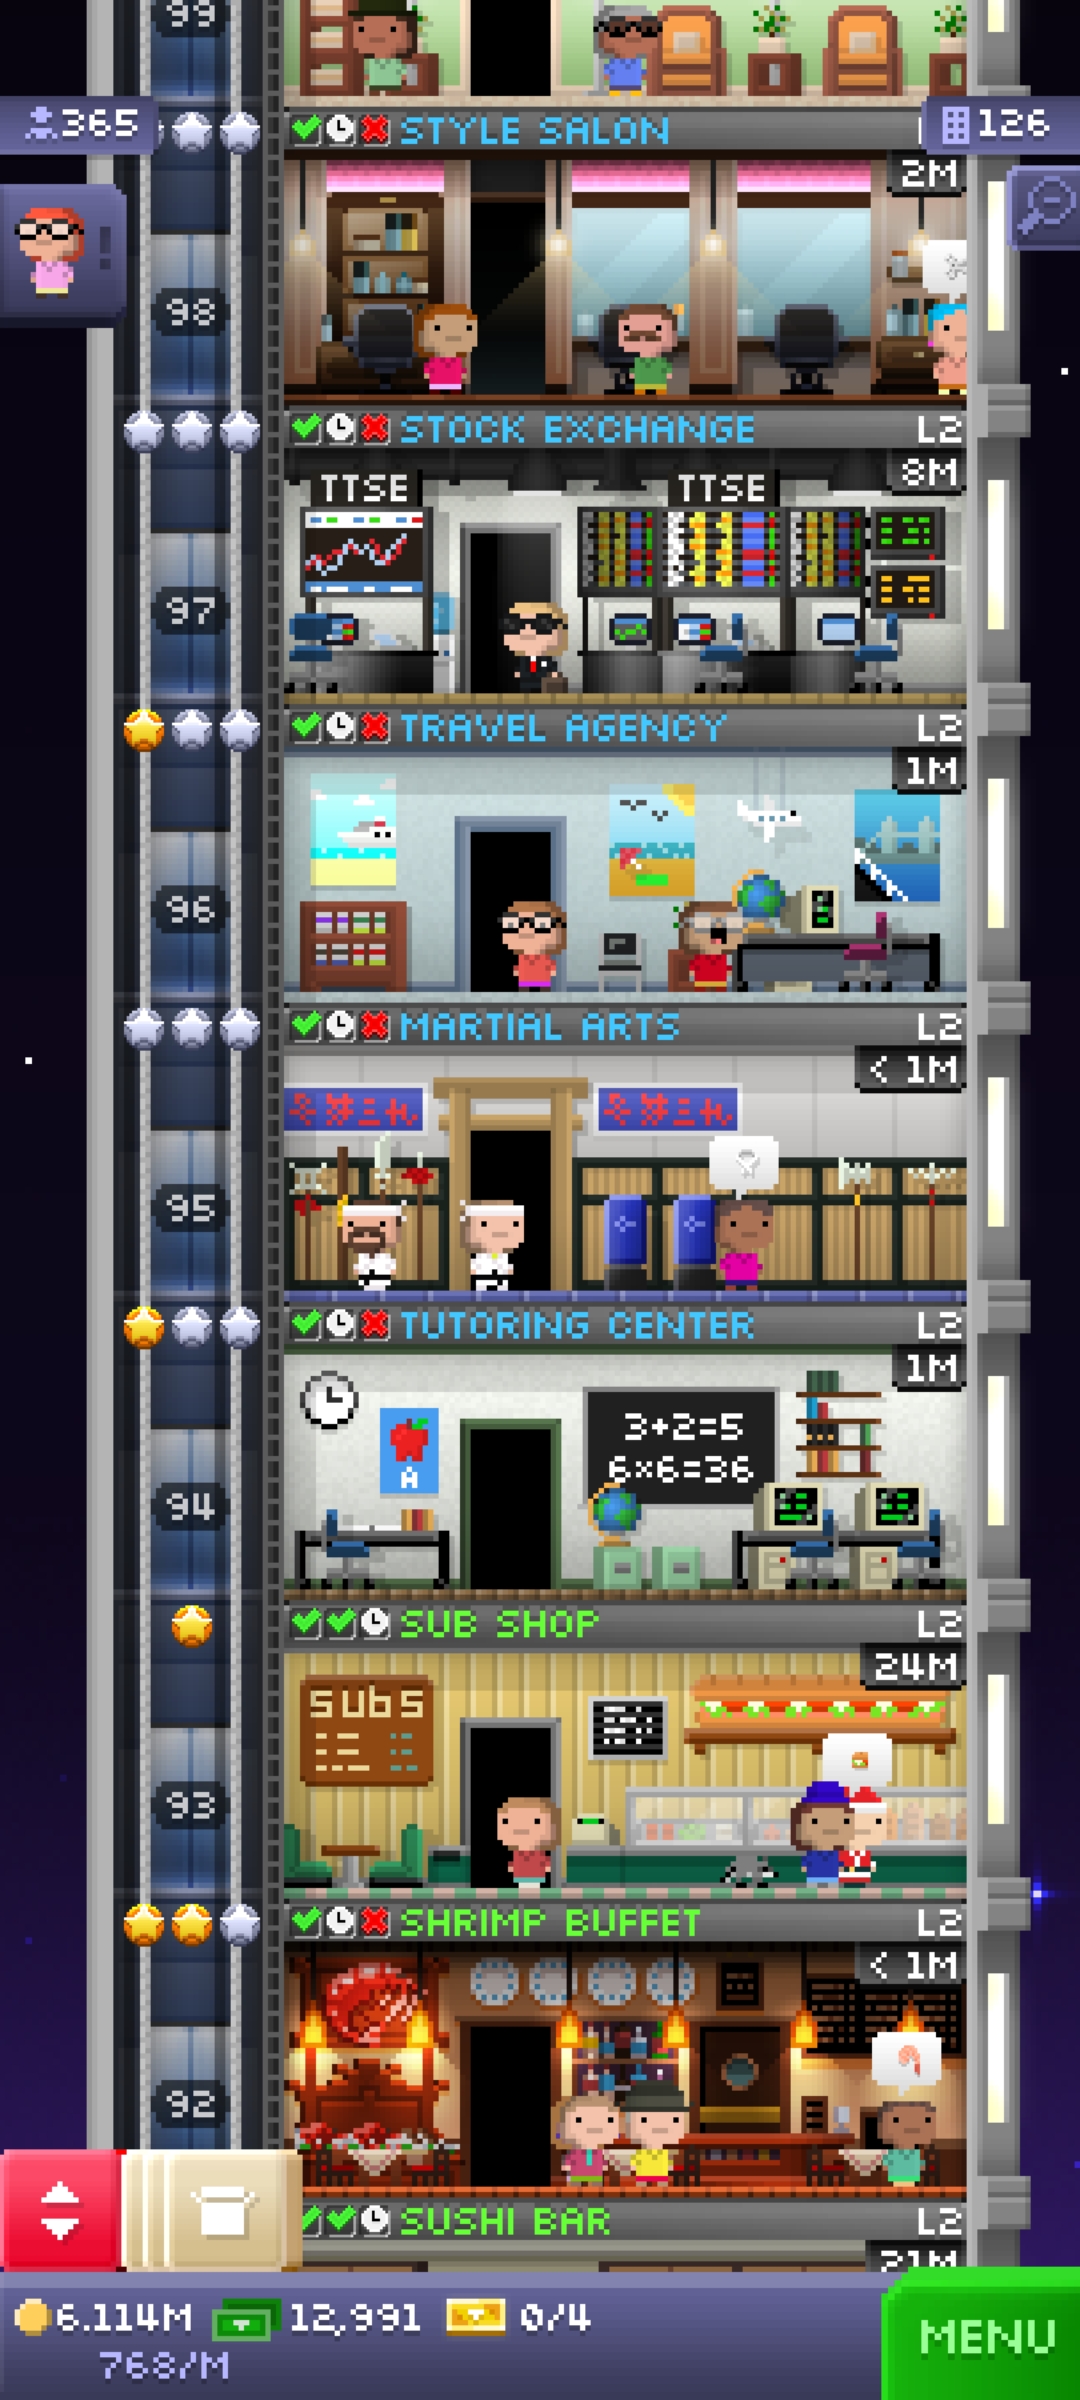 99
365
STYLE SALON
126
2M
98
STOCK EXCHANGE L2
8M
TTSE TTSE
97
TRAVEL AGENCY L2
1M
96
MARTIAL ARTS L2
< 1M
95
TUTORING CENTER L2
1M
3+2=5
6×6=36
A
94
SUB SHOP L2
24M
subs
93
SHRIMP BUFFET L2
< 1M
92
SUSHI BAR L2
21M
6.114M 12,991 0/4
768/M
MENU